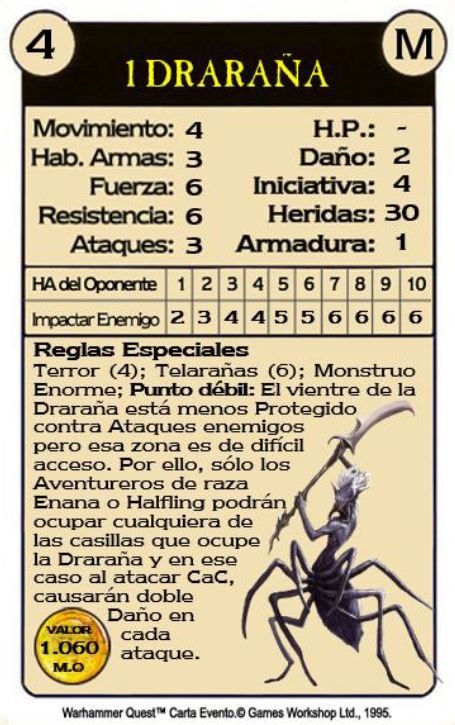 4
M
1 DRARAÑA
Movimiento: 4 H.P.: -
Hab. Armas: 3 Daño: 2
Fuerza: 6 Iniciativa: 4
Resistencia: 6 Heridas: 30
Ataques: 3 Armadura: 1
HA del Oponente 1 2 3 4 5 6 7 8 9 10
Impactar Enemigo 2 3 4 4 5 5 6 6 6 6
Reglas Especiales
Terror (4); Telarañas (6); Monstruo
Enorme; Punto débil: El vientre de la
Draraña está menos Protegido
contra Ataques enemigos
pero esa zona es de difícil
acceso. Por ello, sólo los
Aventureros de raza
Enana o Halfling podrán
ocupar cualquiera de
las casillas que ocupe
la Draraña y en ese
caso al atacar CaC,
causarán doble
Daño en
cada
ataque.
VALOR
1.060
M.O
Warhammer Quest™ Carta Evento.© Games Workshop Ltd., 1995.